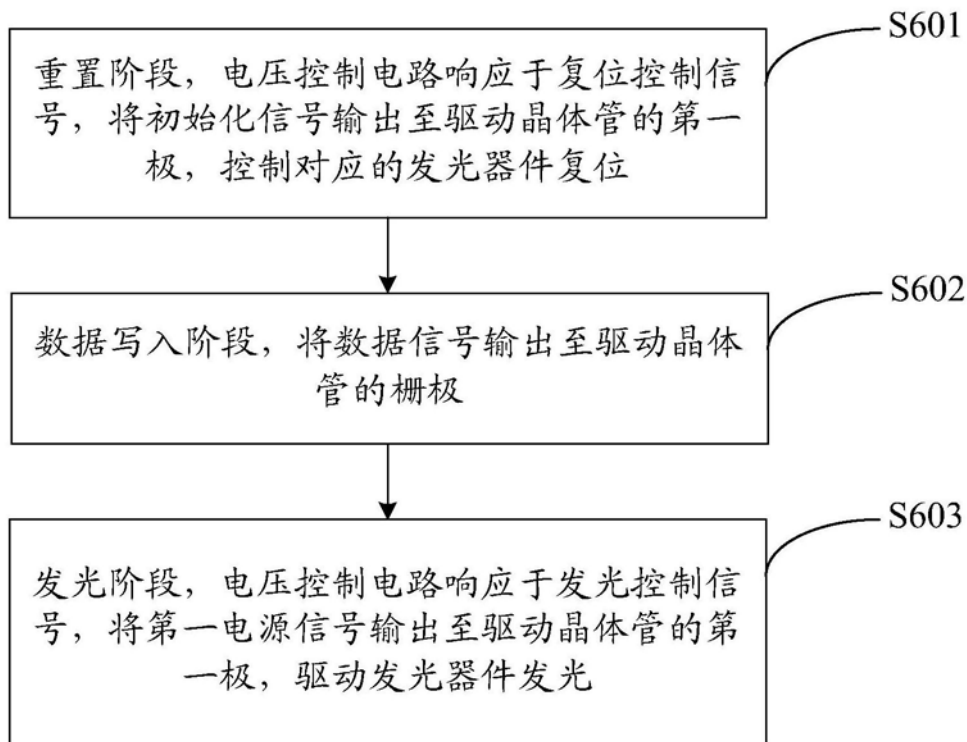 S601
重置阶段，电压控制电路响应于复位控制信
号，将初始化信号输出至驱动晶体管的第一
极，控制对应的发光器件复位
S602
数据写入阶段，将数据信号输出至驱动晶体
管的栅极
S603
发光阶段，电压控制电路响应于发光控制信
号，将第一电源信号输出至驱动晶体管的第
一极，驱动发光器件发光